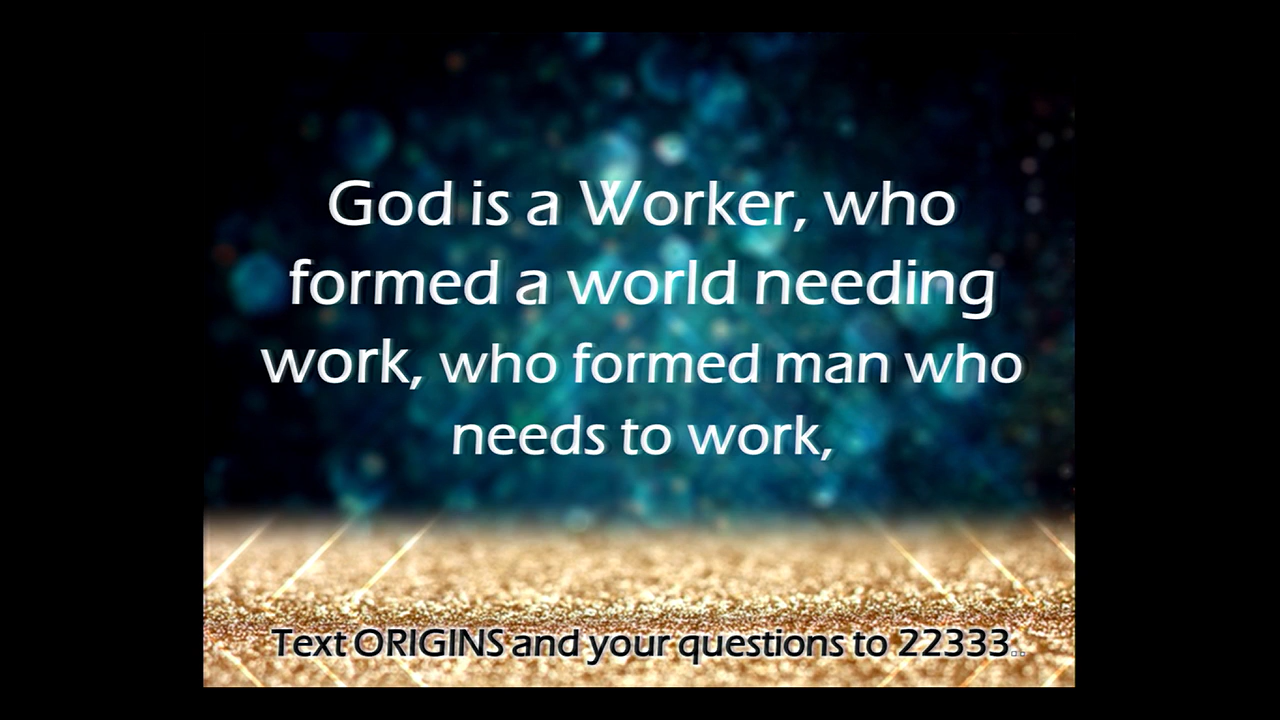 God is a Worker, who
formed a world needing
work, who formed man who
needs to work,
Text ORIGINS and your questions to 22333..